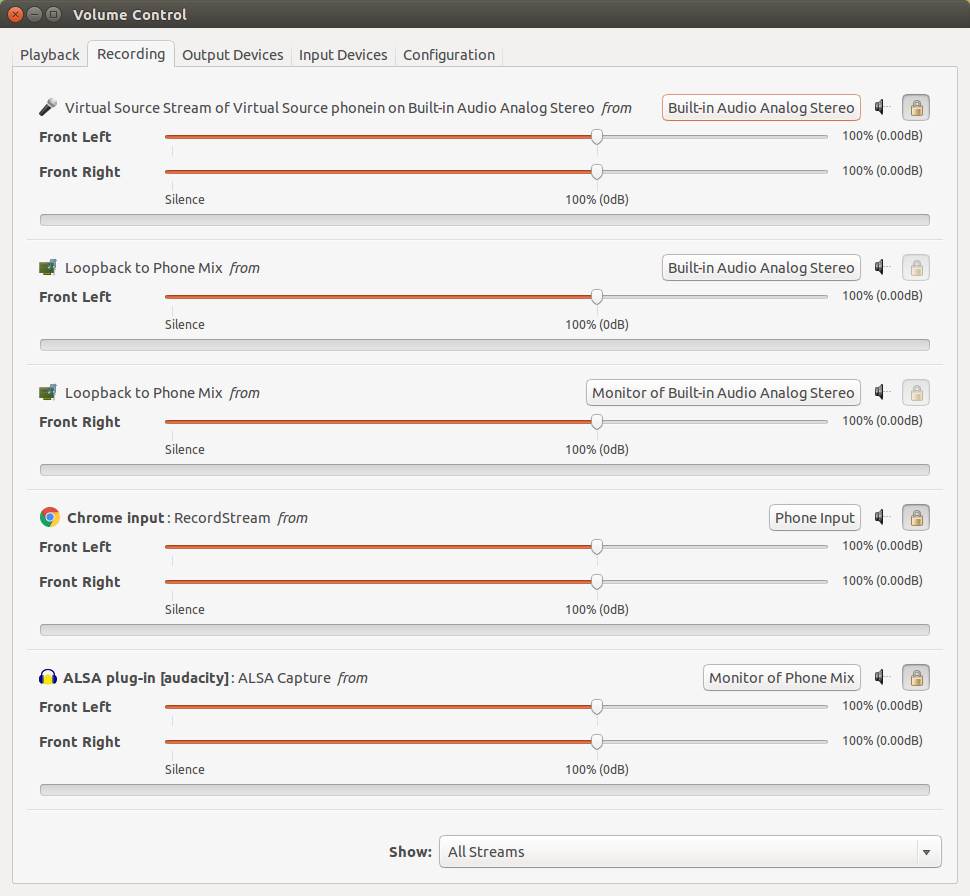 Volume Control
Playback Recording Output Devices Input Devices Configuration
Virtual Source Stream of Virtual Source phonein on Built-in Audio Analog Stereo from Built-in Audio Analog Stereo
Front Left 100% (0.00dB)
Front Right 100% (0.00dB)
Silence 100% (0dB)
Loopback to Phone Mix from Built-in Audio Analog Stereo
Front Left 100% (0.00dB)
Silence 100% (0dB)
Loopback to Phone Mix from Monitor of Built-in Audio Analog Stereo
Front Right 100% (0.00dB)
Silence 100% (0dB)
Chrome input: RecordStream from Phone Input
Front Left 100% (0.00dB)
Front Right 100% (0.00dB)
Silence 100% (0dB)
ALSA plug-in [audacity]: ALSA Capture from Monitor of Phone Mix
Front Left 100% (0.00dB)
Front Right 100% (0.00dB)
Silence 100% (0dB)
Show: All Streams